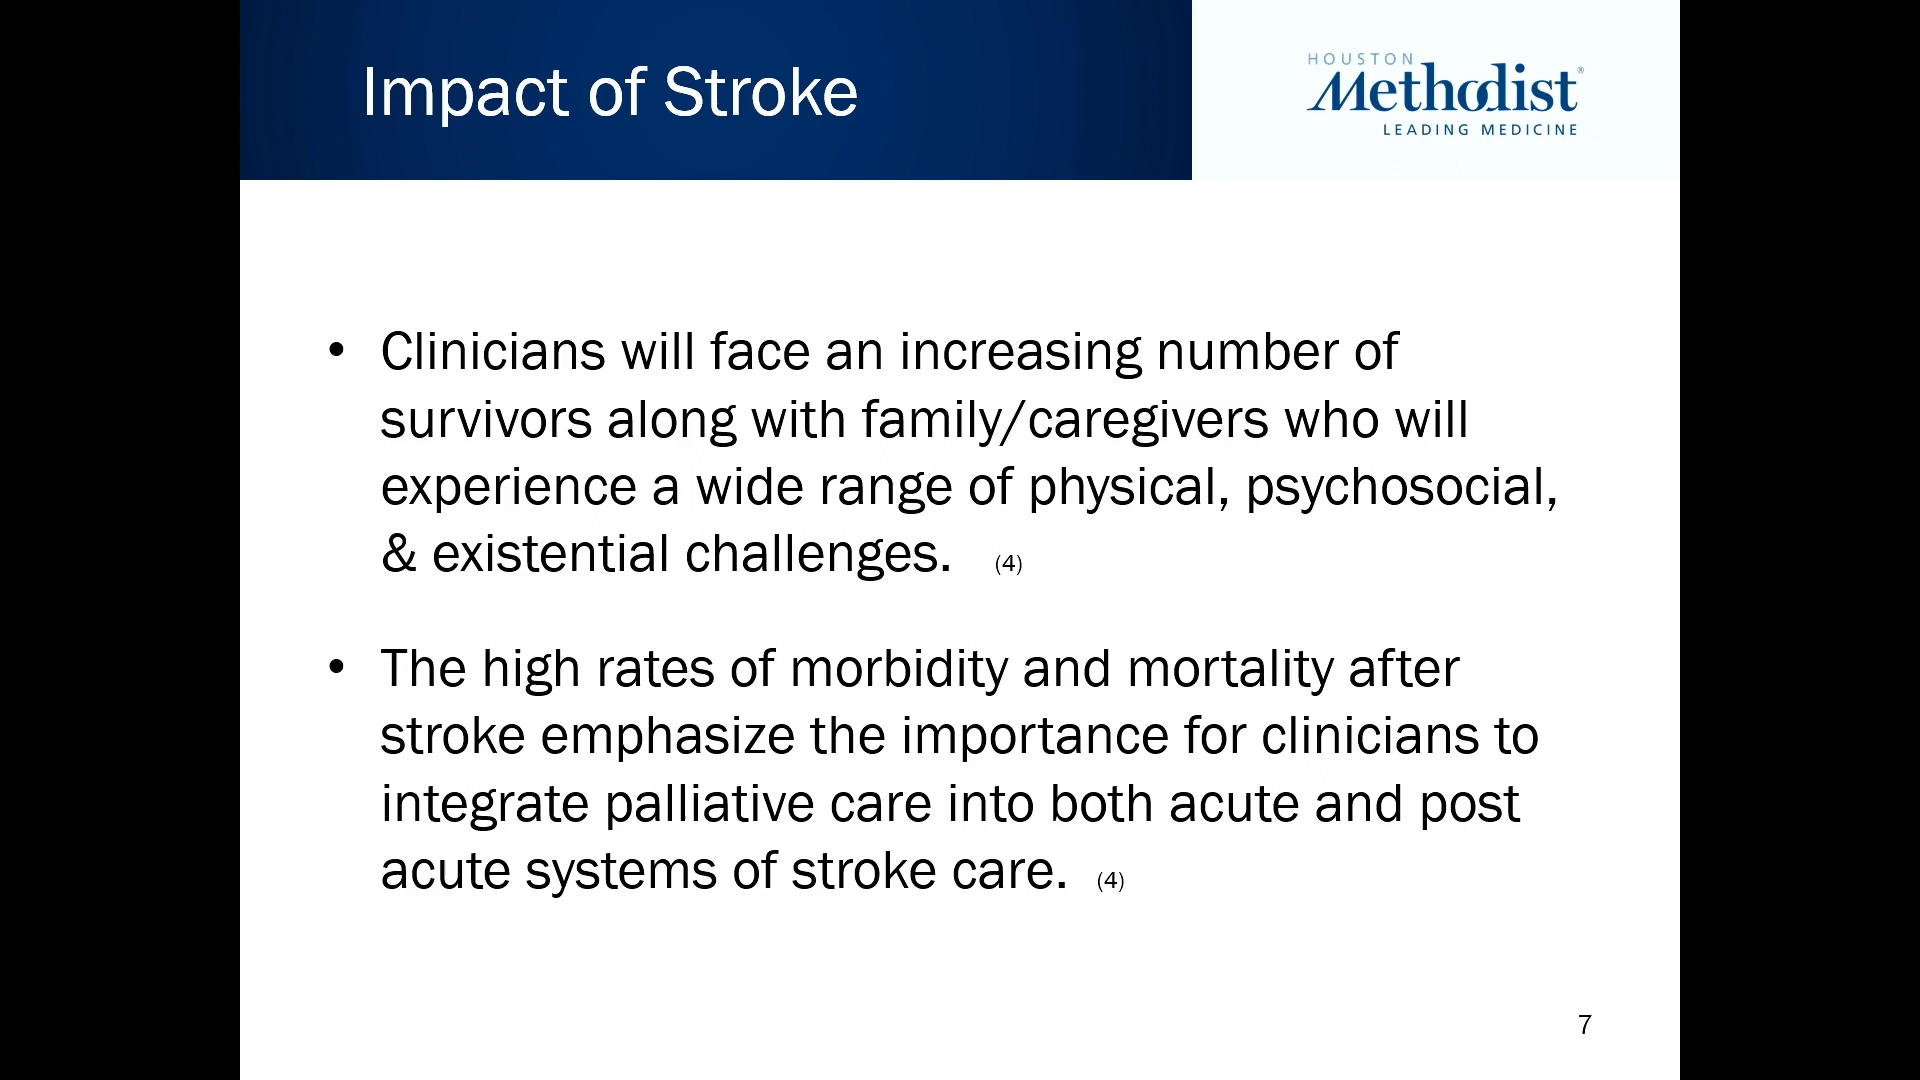 Impact of Stroke
HOUSTON
Methodist®
LEADING MEDICINE
• Clinicians will face an increasing number of
survivors along with family/caregivers who will
experience a wide range of physical, psychosocial,
& existential challenges. (4)
• The high rates of morbidity and mortality after
stroke emphasize the importance for clinicians to
integrate palliative care into both acute and post
acute systems of stroke care. (4)
7